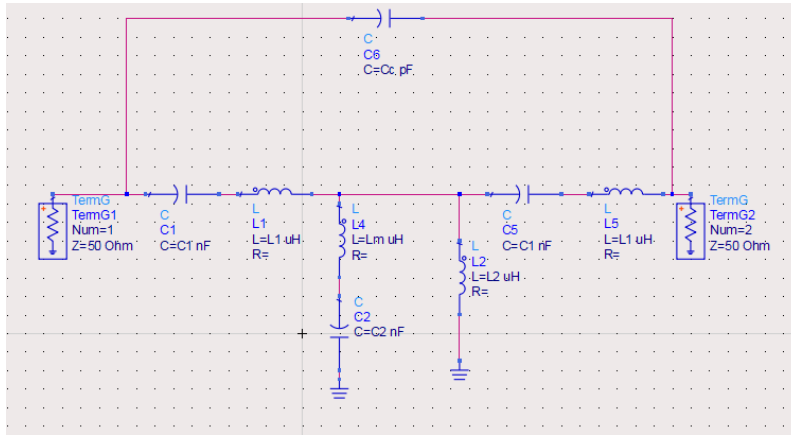 C
C6
C=Cc pF
TermG
TermG1
Num=1
Z=50 Ohm
C
C1
C=C1 nF
L
L1
L=L1 uH
R=
L
L4
L=Lm uH
R=
C
C2
C=C2 nF
L
L2
L=L2 uH
R=
C
C5
C=C1 nF
L
L5
L=L1 uH
R=
TermG
TermG2
Num=2
Z=50 Ohm